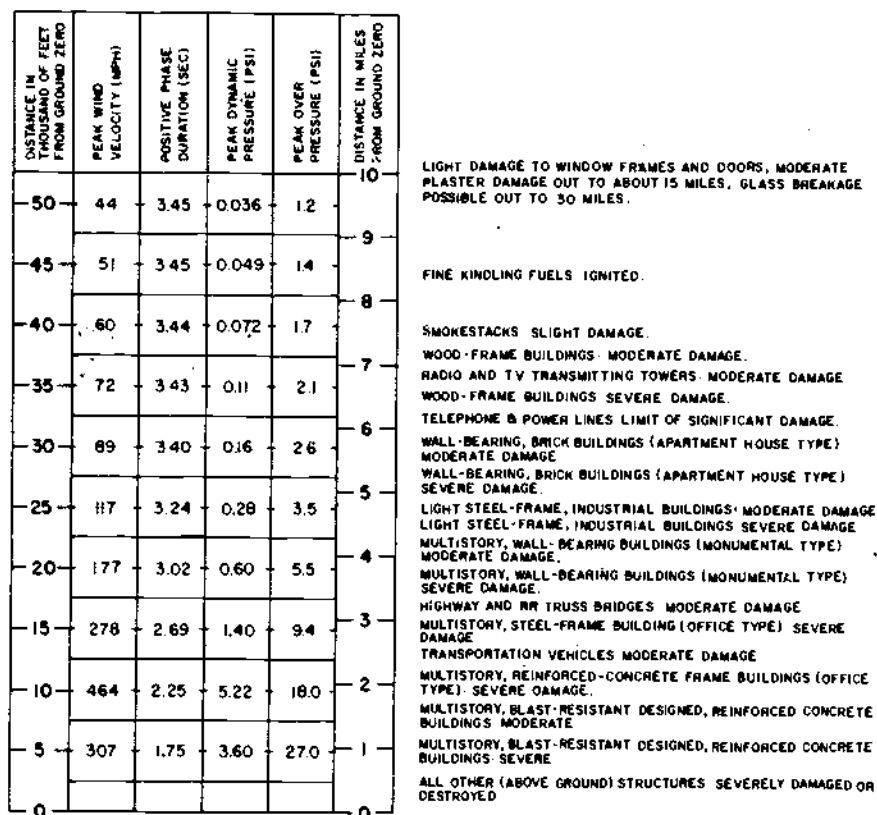 DISTANCE IN
THOUSAND OF FEET
FROM GROUND ZERO
PEAK WIND
VELOCITY (MPH)
POSITIVE PHASE
DURATION (SEC)
PEAK DYNAMIC
PRESSURE (PSI)
PEAK OVER
PRESSURE (PSI)
DISTANCE IN MILES
FROM GROUND ZERO
10
50 44 3.45 0.036 1.2
9
45 51 3.45 0.049 1.4
8
40 60 3.44 0.072 1.7
7
35 72 3.43 0.11 2.1
6
30 89 3.40 0.16 2.6
5
25 117 3.24 0.28 3.5
4
20 177 3.02 0.60 5.5
3
15 278 2.69 1.40 9.4
10 464 2.25 5.22 18.0 2
5 307 1.75 3.60 27.0 1
0 0
LIGHT DAMAGE TO WINDOW FRAMES AND DOORS, MODERATE
PLASTER DAMAGE OUT TO ABOUT 15 MILES, GLASS BREAKAGE
POSSIBLE OUT TO 30 MILES.
FINE KINDLING FUELS IGNITED.
SMOKESTACKS SLIGHT DAMAGE.
WOOD-FRAME BUILDINGS MODERATE DAMAGE.
RADIO AND TV TRANSMITTING TOWERS MODERATE DAMAGE
WOOD-FRAME BUILDINGS SEVERE DAMAGE.
TELEPHONE & POWER LINES LIMIT OF SIGNIFICANT DAMAGE.
WALL-BEARING, BRICK BUILDINGS (APARTMENT HOUSE TYPE)
MODERATE DAMAGE
WALL-BEARING, BRICK BUILDINGS (APARTMENT HOUSE TYPE)
SEVERE DAMAGE.
LIGHT STEEL-FRAME, INDUSTRIAL BUILDINGS MODERATE DAMAGE
LIGHT STEEL-FRAME, INDUSTRIAL BUILDINGS SEVERE DAMAGE
MULTISTORY, WALL-BEARING BUILDINGS (MONUMENTAL TYPE)
MODERATE DAMAGE.
MULTISTORY, WALL-BEARING BUILDINGS (MONUMENTAL TYPE)
SEVERE DAMAGE.
HIGHWAY AND RR TRUSS BRIDGES MODERATE DAMAGE
MULTISTORY, STEEL-FRAME BUILDING (OFFICE TYPE) SEVERE
DAMAGE
TRANSPORTATION VEHICLES MODERATE DAMAGE
MULTISTORY, REINFORCED-CONCRETE FRAME BUILDINGS (OFFICE
TYPE) SEVERE DAMAGE.
MULTISTORY, BLAST-RESISTANT DESIGNED, REINFORCED CONCRETE
BUILDINGS MODERATE
MULTISTORY, BLAST-RESISTANT DESIGNED, REINFORCED CONCRETE
BUILDINGS SEVERE
ALL OTHER (ABOVE GROUND) STRUCTURES SEVERELY DAMAGED OR
DESTROYED